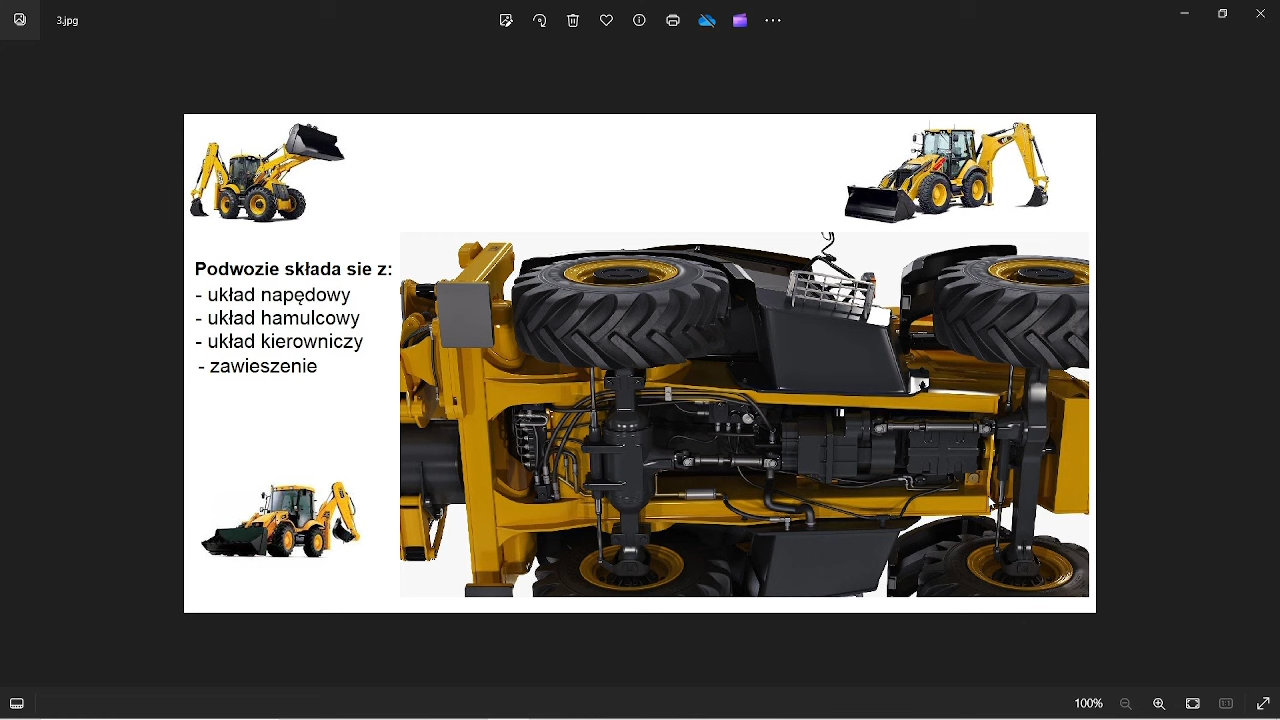 3.jpg
Podwozie składa sie z:
- układ napędowy
- układ hamulcowy
- układ kierowniczy
- zawieszenie
100%